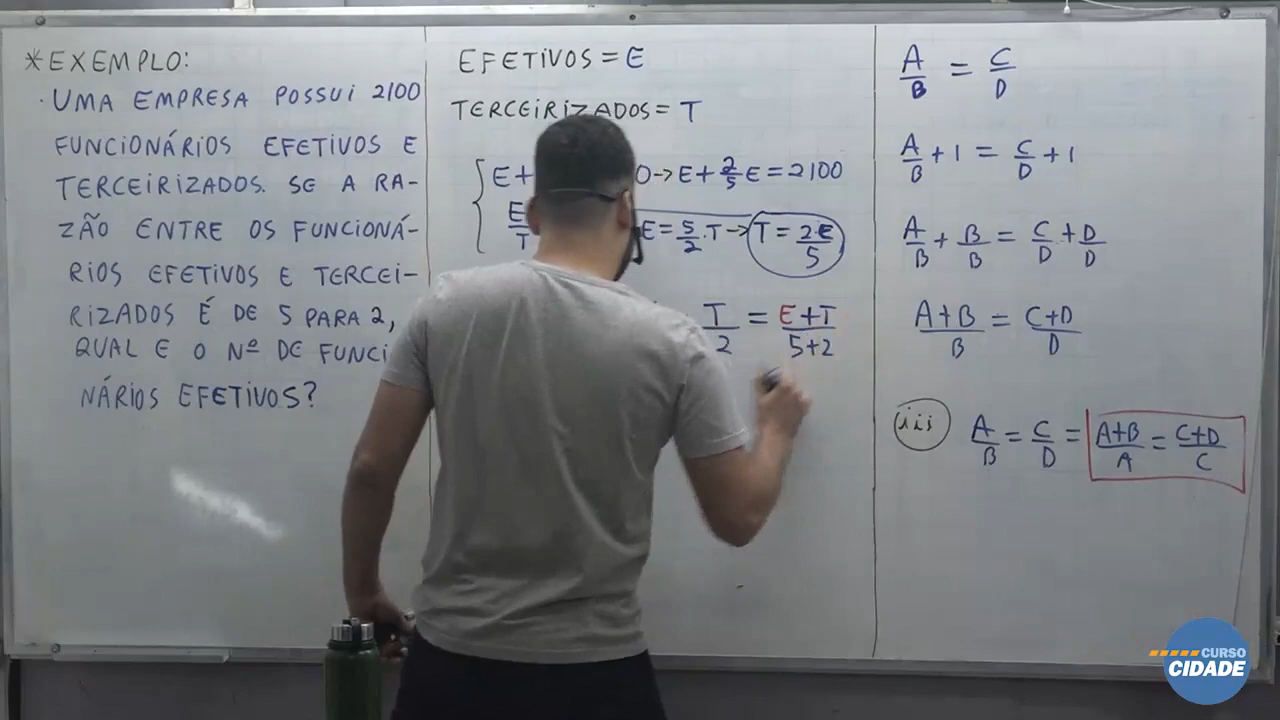 *EXEMPLO:
· UMA EMPRESA POSSUI 2100
FUNCIONÁRIOS EFETIVOS E
TERCEIRIZADOS. SE A RA-
ZÃO ENTRE OS FUNCIONÁ-
RIOS EFETIVOS E TERCEI-
RIZADOS É DE 5 PARA 2,
QUAL E O Nº DE FUNCI
NÁRIOS EFETIVOS?
EFETIVOS = E
TERCEIRIZADOS = T
E+ 0 → E + 2/5 E = 2100
E/T E = 5/2 . T → T = 2.E/5
T/2 = E+T/5+2
A/B = C/D
A/B + 1 = C/D + 1
A/B + B/B = C/D + D/D
A+B/B = C+D/D
iii A/B = C/D = A+B/A = C+D/C
CURSO
CIDADE